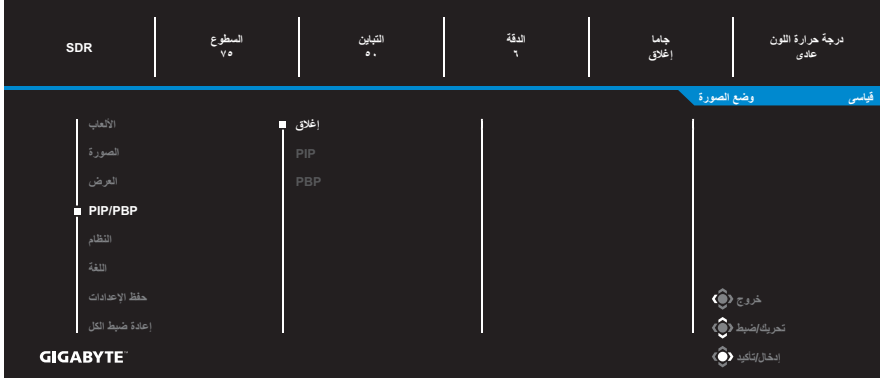 درجة حرارة اللون
عادى
جاما
إغلاق
الدقة
٦
التباين
٥٠
السطوع
٧٥
SDR
قياسى
وضع الصورة
الألعاب
الصورة
العرض
PIP/PBP
النظام
اللغة
حفظ الإعدادات
إعادة ضبط الكل
إغلاق
PIP
PBP
خروج
تحريك/ضبط
إدخال/تأكيد
GIGABYTE™